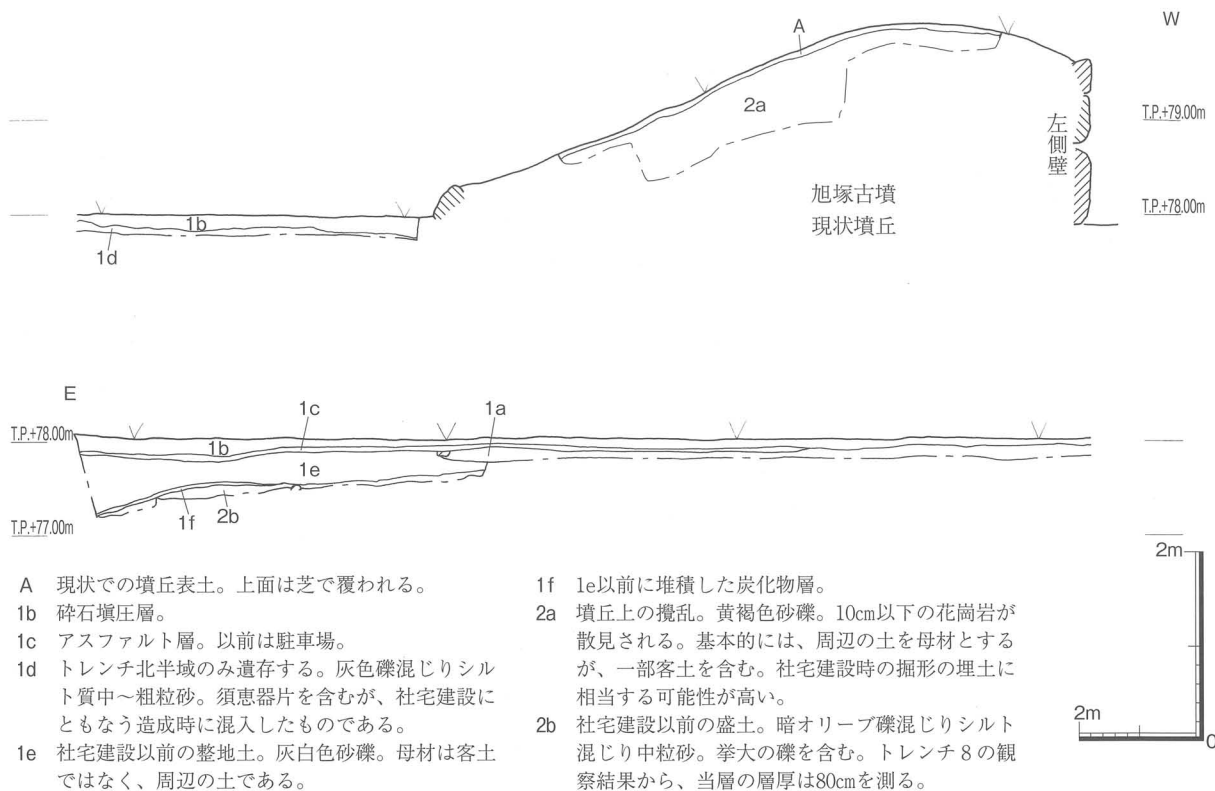 A
W
2a
T.P.+79.00m
左側壁
旭塚古墳
現状墳丘
T.P.+78.00m
1b
1d
E
1c
1a
T.P.+78.00m
1b
1e
1f
2b
T.P.+77.00m
A 現状での墳丘表土。上面は芝で覆われる。
1b 砕石塡圧層。
1c アスファルト層。以前は駐車場。
1d トレンチ北半域のみ遺存する。灰色礫混じりシル
ト質中〜粗粒砂。須恵器片を含むが、社宅建設に
ともなう造成時に混入したものである。
1e 社宅建設以前の整地土。灰白色砂礫。母材は客土
ではなく、周辺の土である。
1f 1e以前に堆積した炭化物層。
2a 墳丘上の攪乱。黄褐色砂礫。10cm以下の花崗岩が
散見される。基本的には、周辺の土を母材とする
が、一部客土を含む。社宅建設時の掘形の埋土に
相当する可能性が高い。
2b 社宅建設以前の盛土。暗オリーブ礫混じりシルト
混じり中粒砂。挙大の礫を含む。トレンチ8の観
察結果から、当層の層厚は80cmを測る。
2m
2m
0